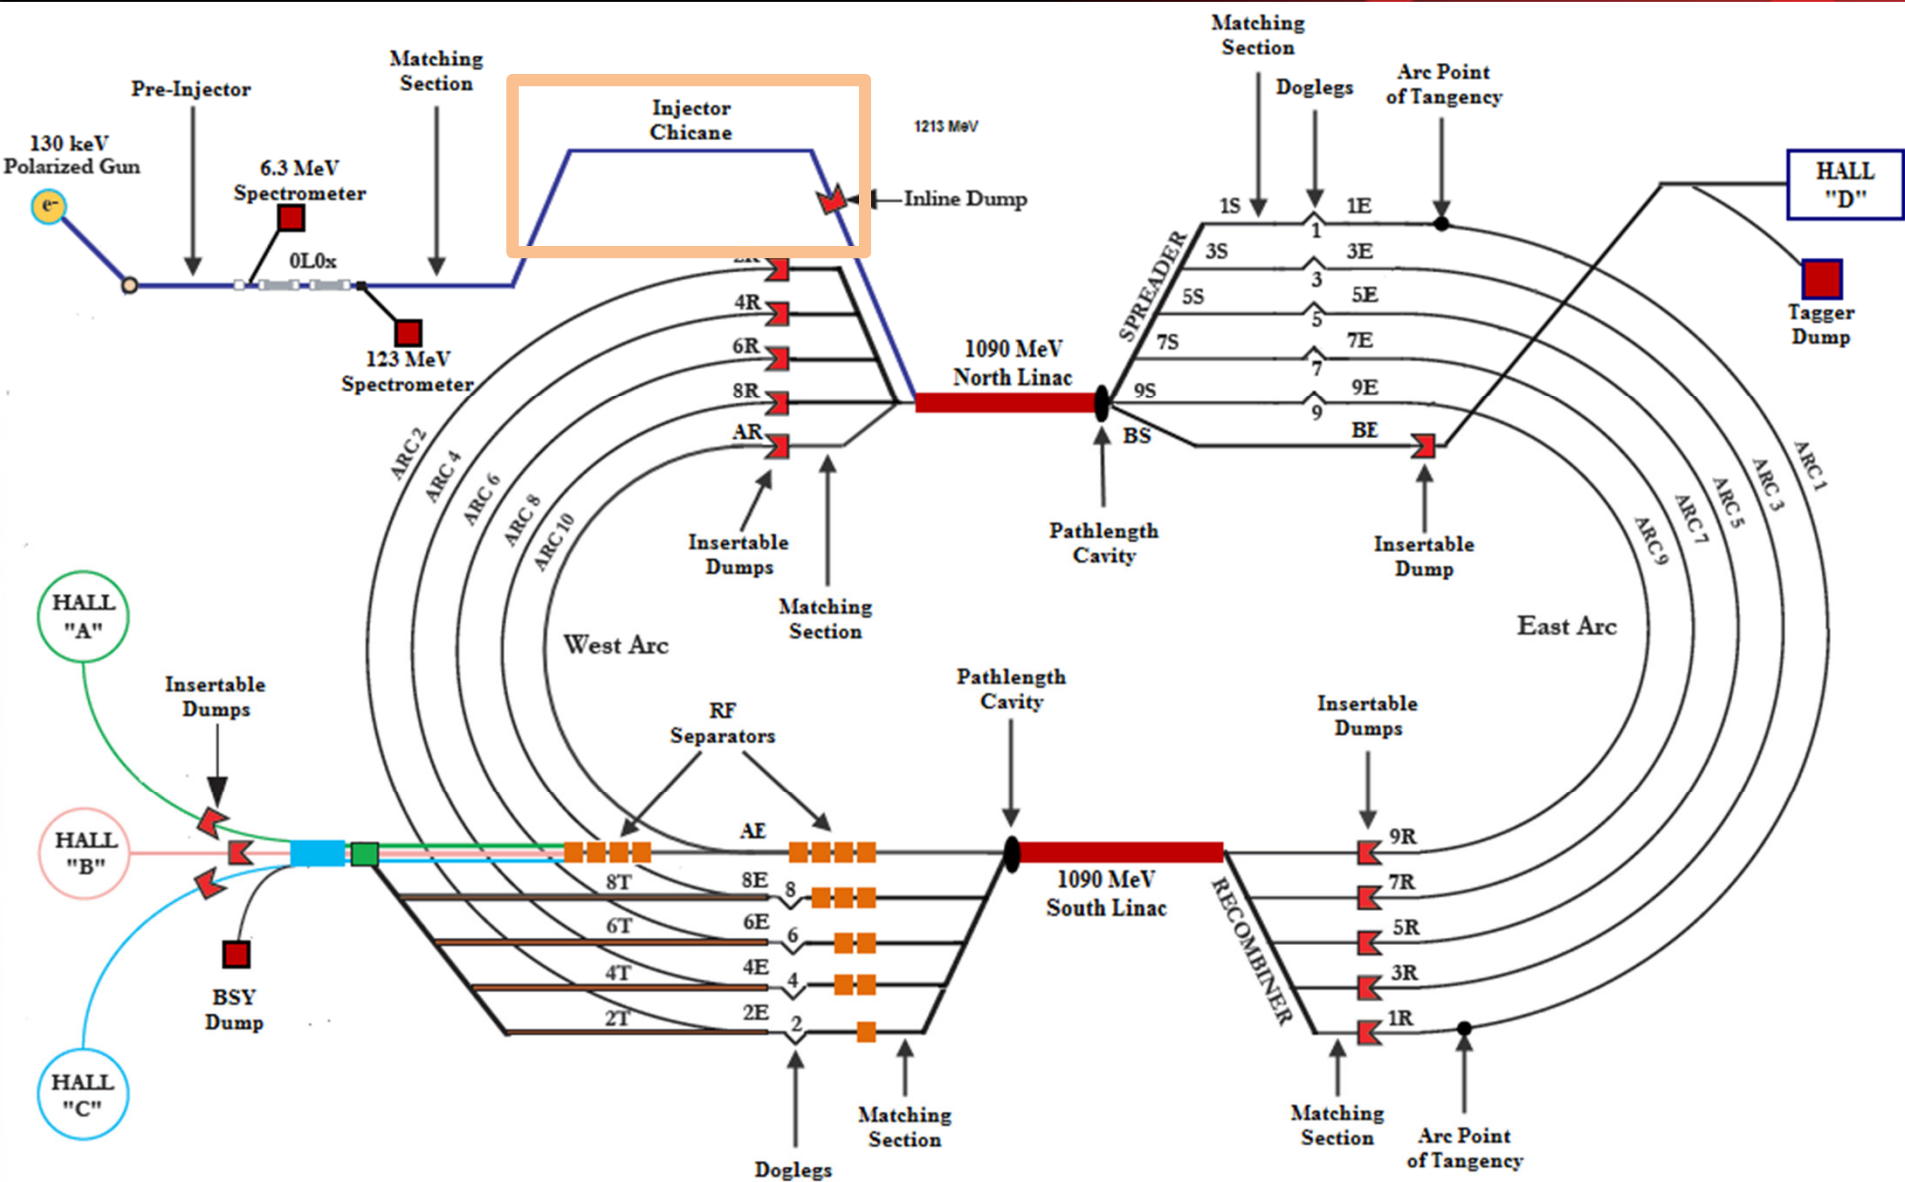 Matching
Section
Doglegs
Arc Point
of Tangency
Matching
Section
Pre-Injector
Injector
Chicane
1213 MeV
130 keV
Polarized Gun
e-
6.3 MeV
Spectrometer
0L0x
123 MeV
Spectrometer
Inline Dump
HALL
"D"
Tagger
Dump
SPREADER
1S
1
1E
3S
3
3E
5S
5
5E
7S
7
7E
9S
9
9E
BS
BE
2R
4R
6R
8R
AR
1090 MeV
North Linac
ARC 2
ARC 4
ARC 6
ARC 8
ARC 10
Insertable
Dumps
Matching
Section
Pathlength
Cavity
Insertable
Dump
ARC 9
ARC 7
ARC 5
ARC 3
ARC 1
West Arc
East Arc
HALL
"A"
HALL
"B"
HALL
"C"
Insertable
Dumps
BSY
Dump
RF
Separators
Pathlength
Cavity
Insertable
Dumps
AE
8T
8E
8
6T
6E
6
4T
4E
4
2T
2E
2
1090 MeV
South Linac
RECOMBINER
9R
7R
5R
3R
1R
Doglegs
Matching
Section
Matching
Section
Arc Point
of Tangency